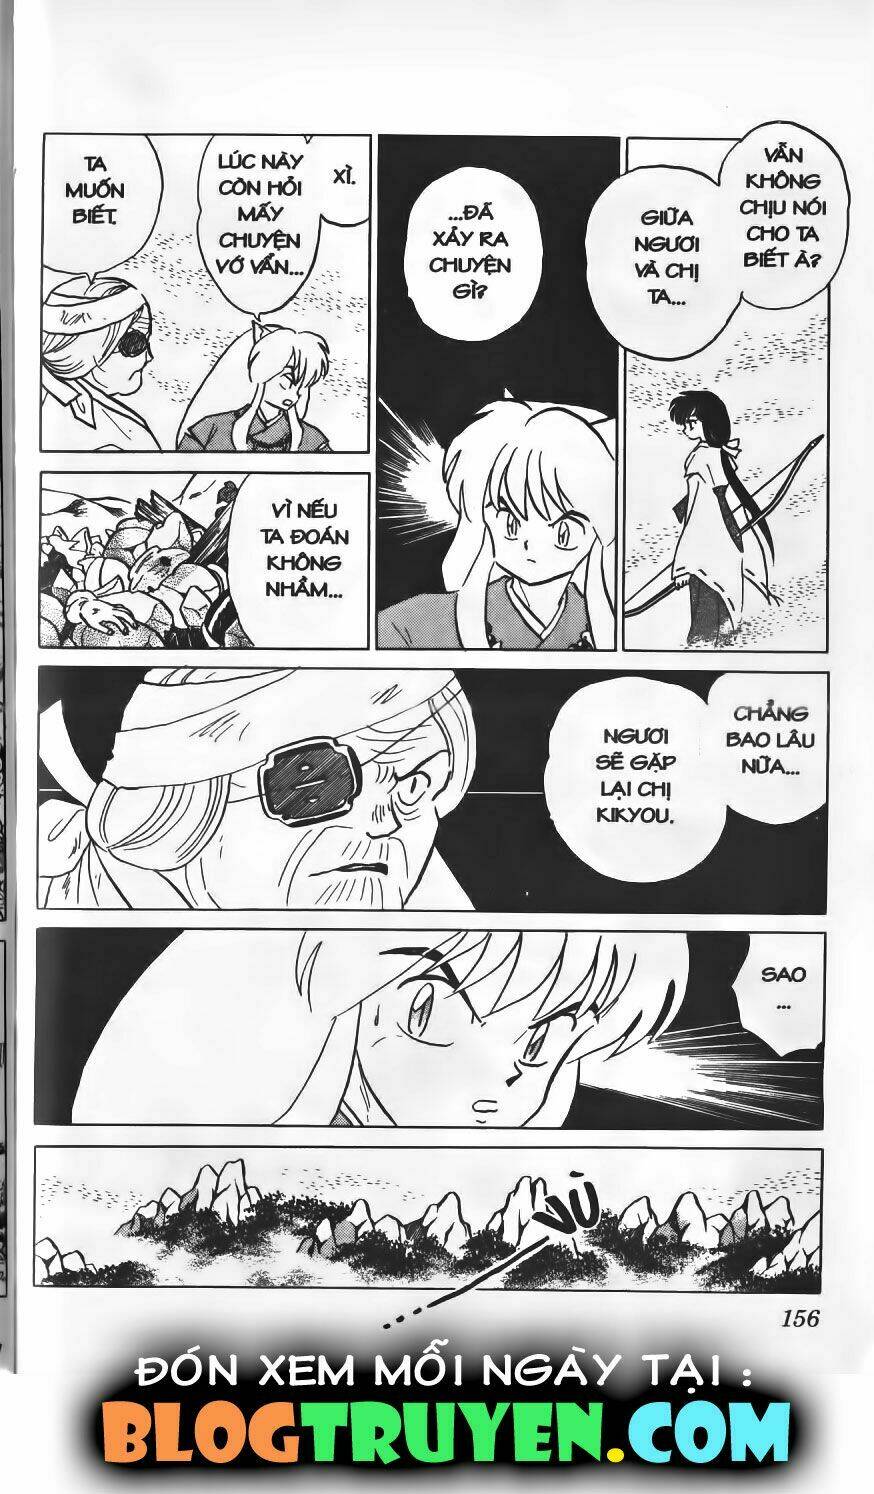 VẪN
KHÔNG
CHỊU NÓI
CHO TA
BIẾT À?
GIỮA
NGƯƠI
VÀ CHỊ
TA...
...ĐÃ
XẢY RA
CHUYỆN
GÌ?
XÌ.
LÚC NÀY
CÒN HỎI
MẤY
CHUYỆN
VỚ VẨN...
TA
MUỐN
BIẾT.
VÌ NẾU
TA ĐOÁN
KHÔNG
NHẦM...
CHẲNG
BAO LÂU
NỮA...
NGƯƠI
SẼ GẶP
LẠI CHỊ
KIKYOU.
SAO
...
VÙ
156
ĐÓN XEM MỖI NGÀY TẠI :
BLOGTRUYEN.COM